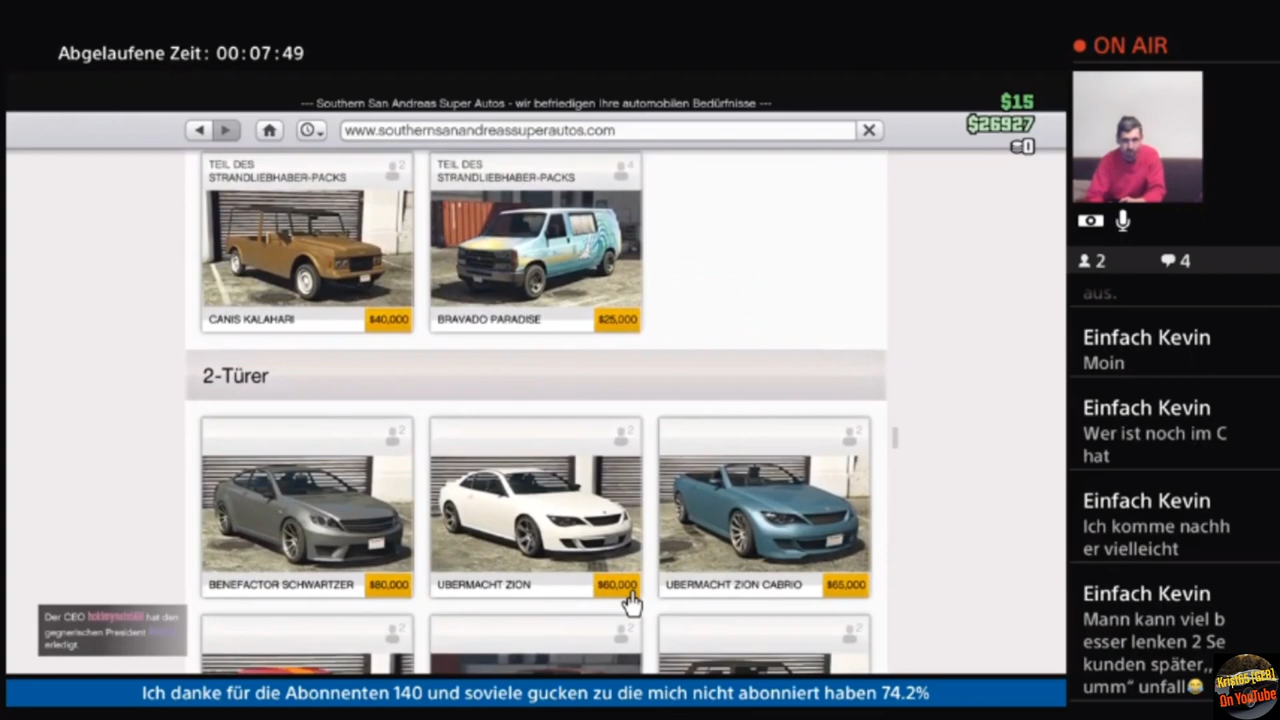 Abgelaufene Zeit: 00:07:49
ON AIR
--- Southern San Andreas Super Autos - wir befriedigen Ihre automobilen Bedürfnisse ---
$15
www.southernsanandreassuperautos.com
$26927
0
TEIL DES
STRANDLIEBHABER-PACKS
2
TEIL DES
STRANDLIEBHABER-PACKS
4
CANIS KALAHARI
$40,000
BRAVADO PARADISE
$25,000
2-Türer
2
2
2
BENEFACTOR SCHWARTZER
$80,000
UBERMACHT ZION
$60,000
UBERMACHT ZION CABRIO
$65,000
2
2
2
Der CEO
hat den
gegnerischen President
erledigt.
2
4
aus.
Einfach Kevin
Moin
Einfach Kevin
Wer ist noch im C
hat
Einfach Kevin
Ich komme nachh
er vielleicht
Einfach Kevin
Mann kann viel b
esser lenken 2 Se
kunden später,,
umm“ unfall😂
Ich danke für die Abonnenten 140 und soviele gucken zu die mich nicht abonniert haben 74.2%
[GER]
On YouTube